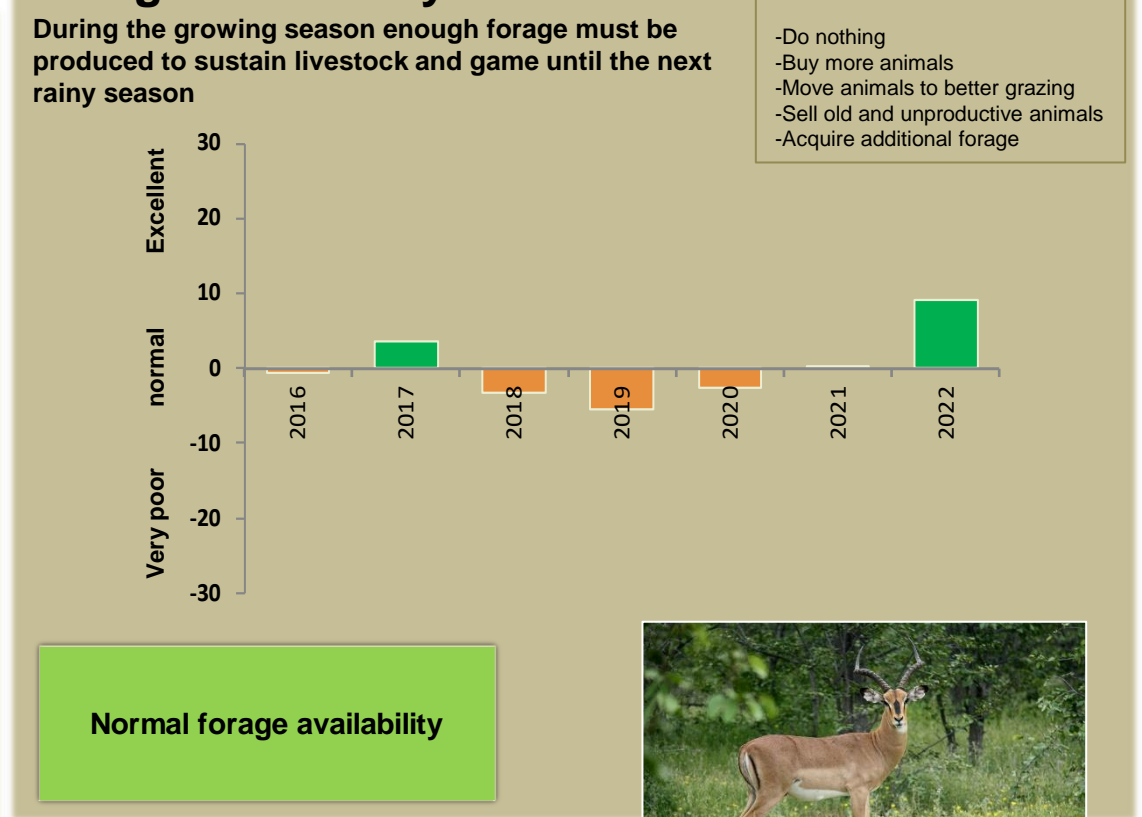 During the growing season enough forage must be
produced to sustain livestock and game until the next
rainy season
-Do nothing
-Buy more animals
-Move animals to better grazing
-Sell old and unproductive animals
-Acquire additional forage
Excellent
normal
Very poor
30
20
10
0
-10
-20
-30
2016
2017
2018
2019
2020
2021
2022
Normal forage availability